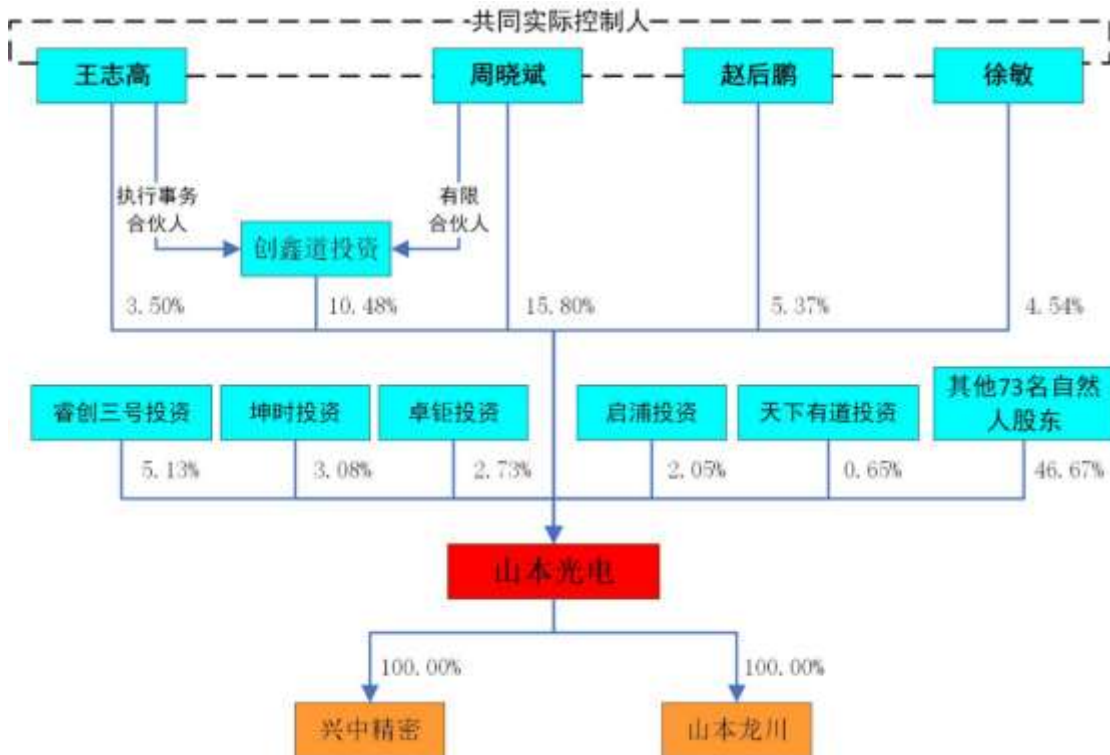 共同实际控制人
王志高
周晓斌
赵后鹏
徐敏
执行事务
合伙人
有限
合伙人
创鑫道投资
3.50%
10.48%
15.80%
5.37%
4.54%
睿创三号投资
坤时投资
卓钜投资
启浦投资
天下有道投资
其他73名自然
人股东
5.13%
3.08%
2.73%
2.05%
0.65%
46.67%
山本光电
100.00%
100.00%
兴中精密
山本龙川